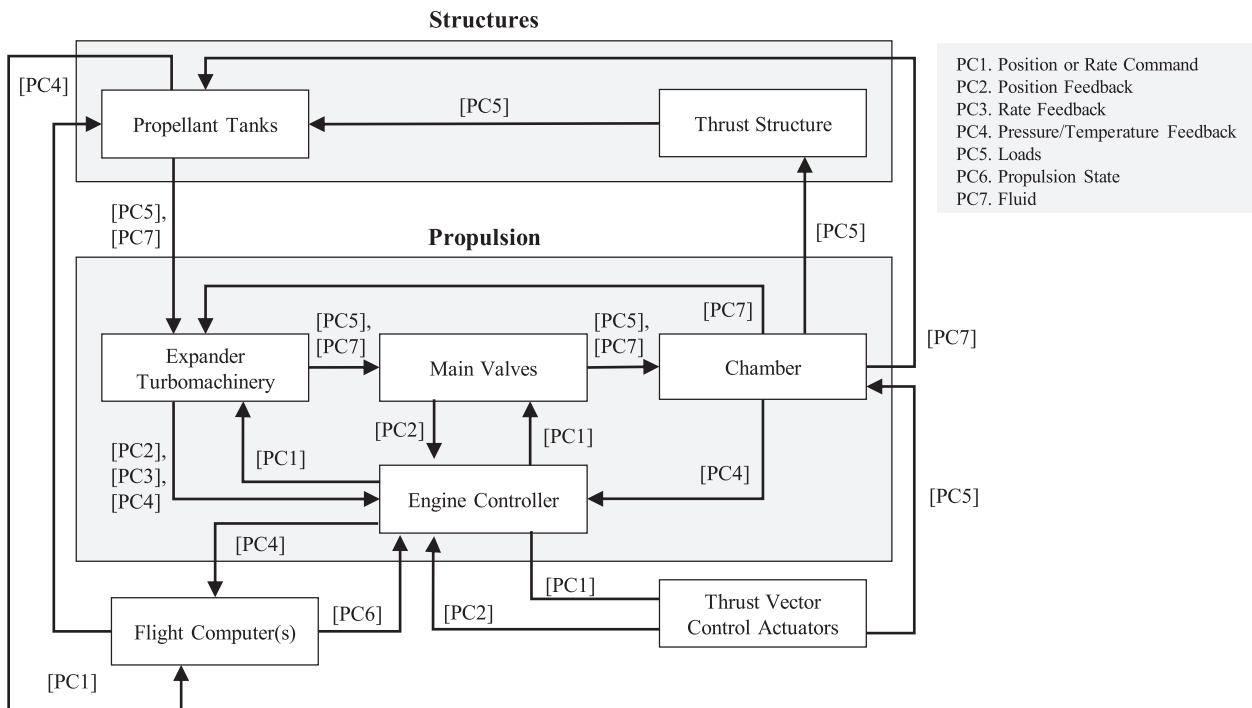 Structures
[PC4]
Propellant Tanks
[PC5]
Thrust Structure
PC1. Position or Rate Command
PC2. Position Feedback
PC3. Rate Feedback
PC4. Pressure/Temperature Feedback
PC5. Loads
PC6. Propulsion State
PC7. Fluid
[PC5],
[PC7]
[PC5]
Propulsion
[PC7]
[PC7]
[PC5],
[PC7]
[PC5],
[PC7]
Expander
Turbomachinery
Main Valves
Chamber
[PC2]
[PC1]
[PC2],
[PC3],
[PC4]
[PC1]
[PC4]
[PC5]
Engine Controller
[PC4]
[PC6]
[PC2]
[PC1]
Flight Computer(s)
Thrust Vector
Control Actuators
[PC1]